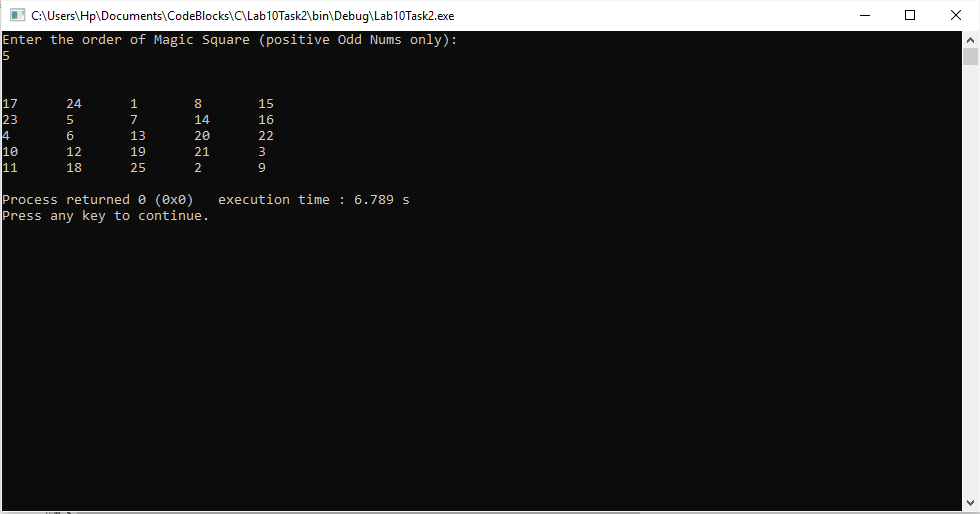 C:\Users\Hp\Documents\CodeBlocks\C\Lab10Task2\bin\Debug\Lab10Task2.exe
Enter the order of Magic Square (positive Odd Nums only):
5
17 24 1 8 15
23 5 7 14 16
4 6 13 20 22
10 12 19 21 3
11 18 25 2 9
Process returned 0 (0x0) execution time : 6.789 s
Press any key to continue.